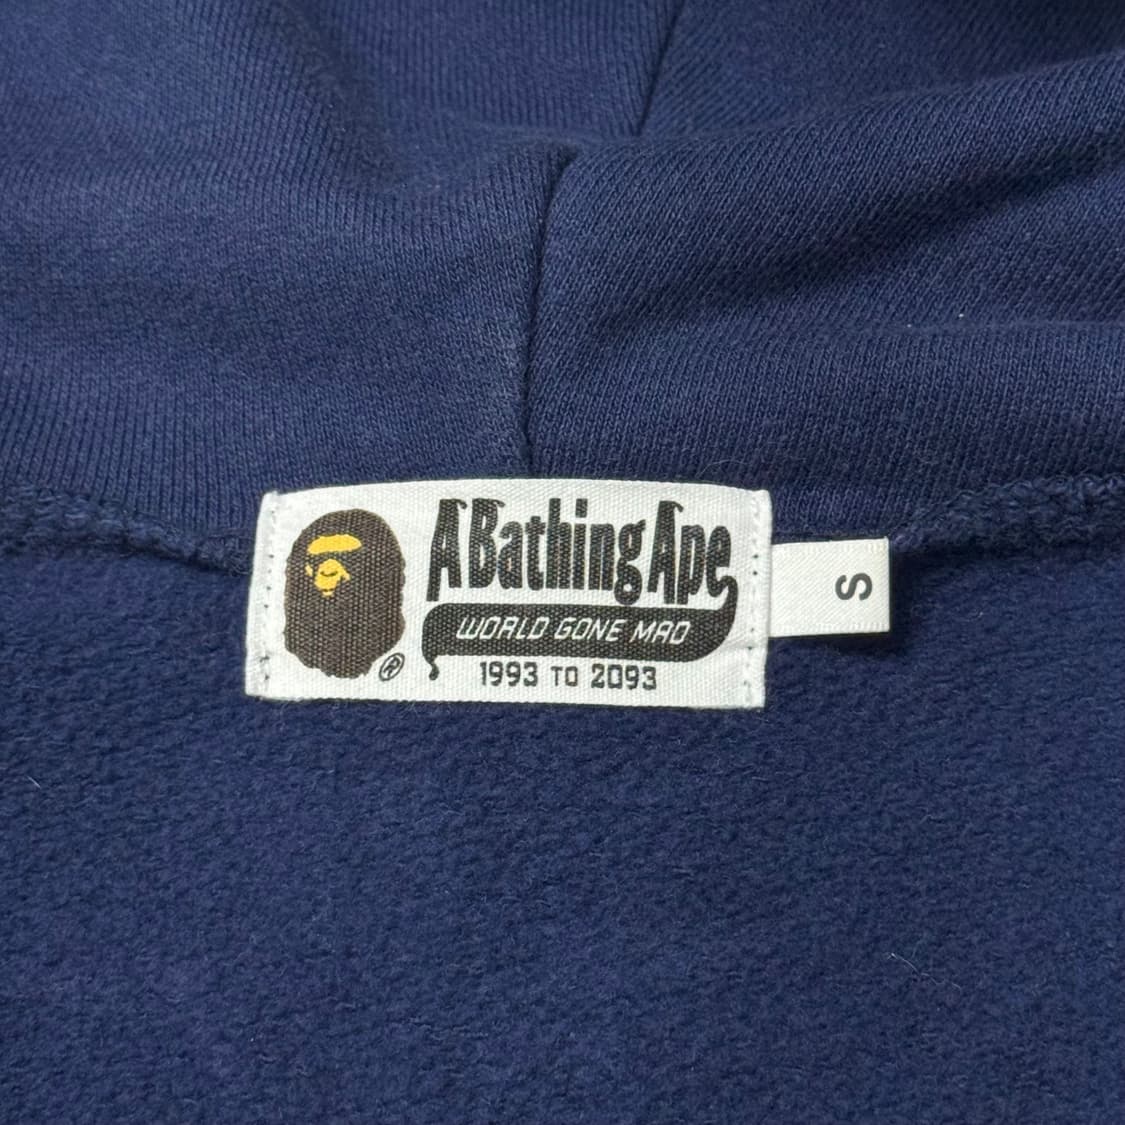 A Bathing Ape
WORLD GONE MAD
1993 TO 2093
®
S